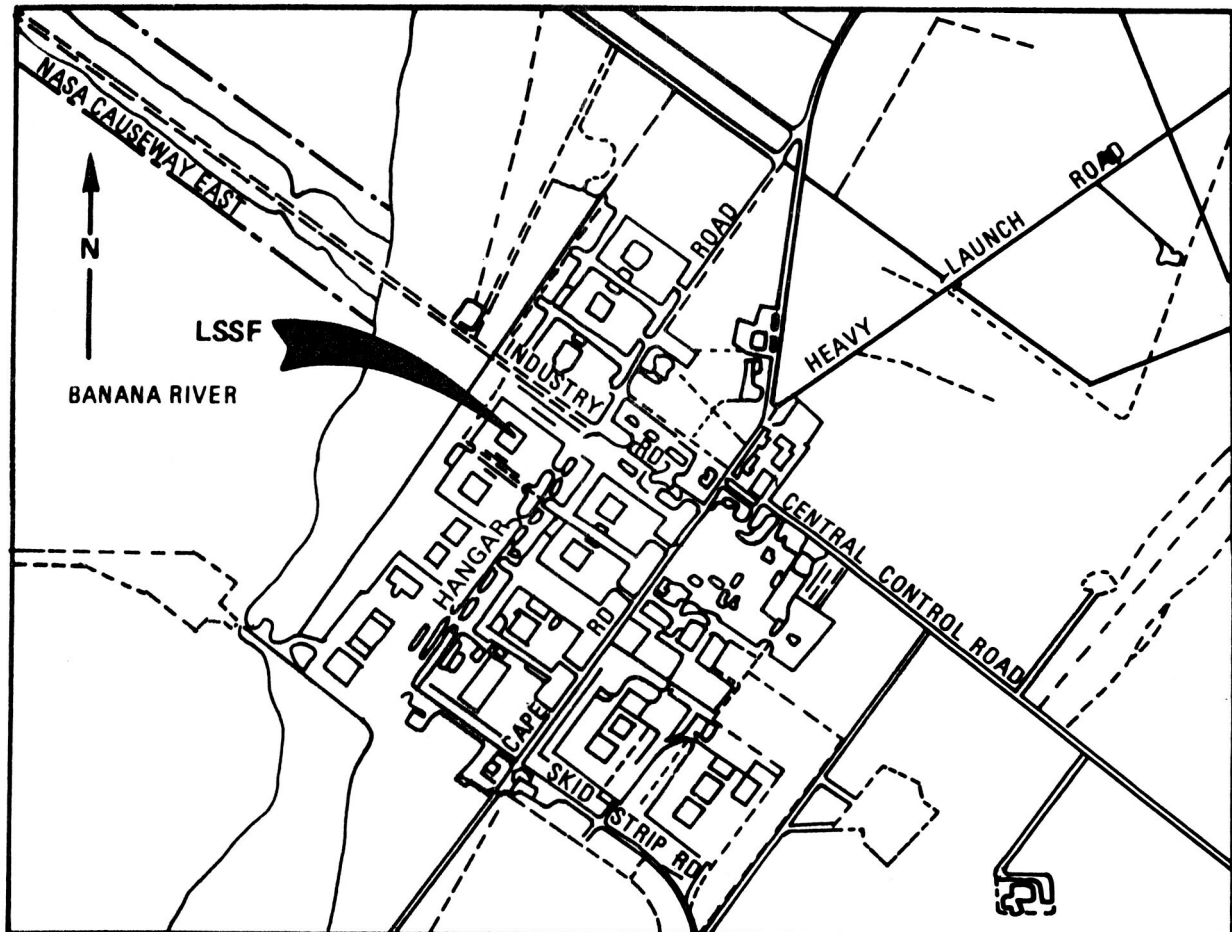 NASA CAUSEWAY EAST
N
LSSF
BANANA RIVER
ROAD
INDUSTRY
RD
HEAVY LAUNCH ROAD
HANGAR
CENTRAL CONTROL ROAD
CAPE RD
SKID STRIP RD